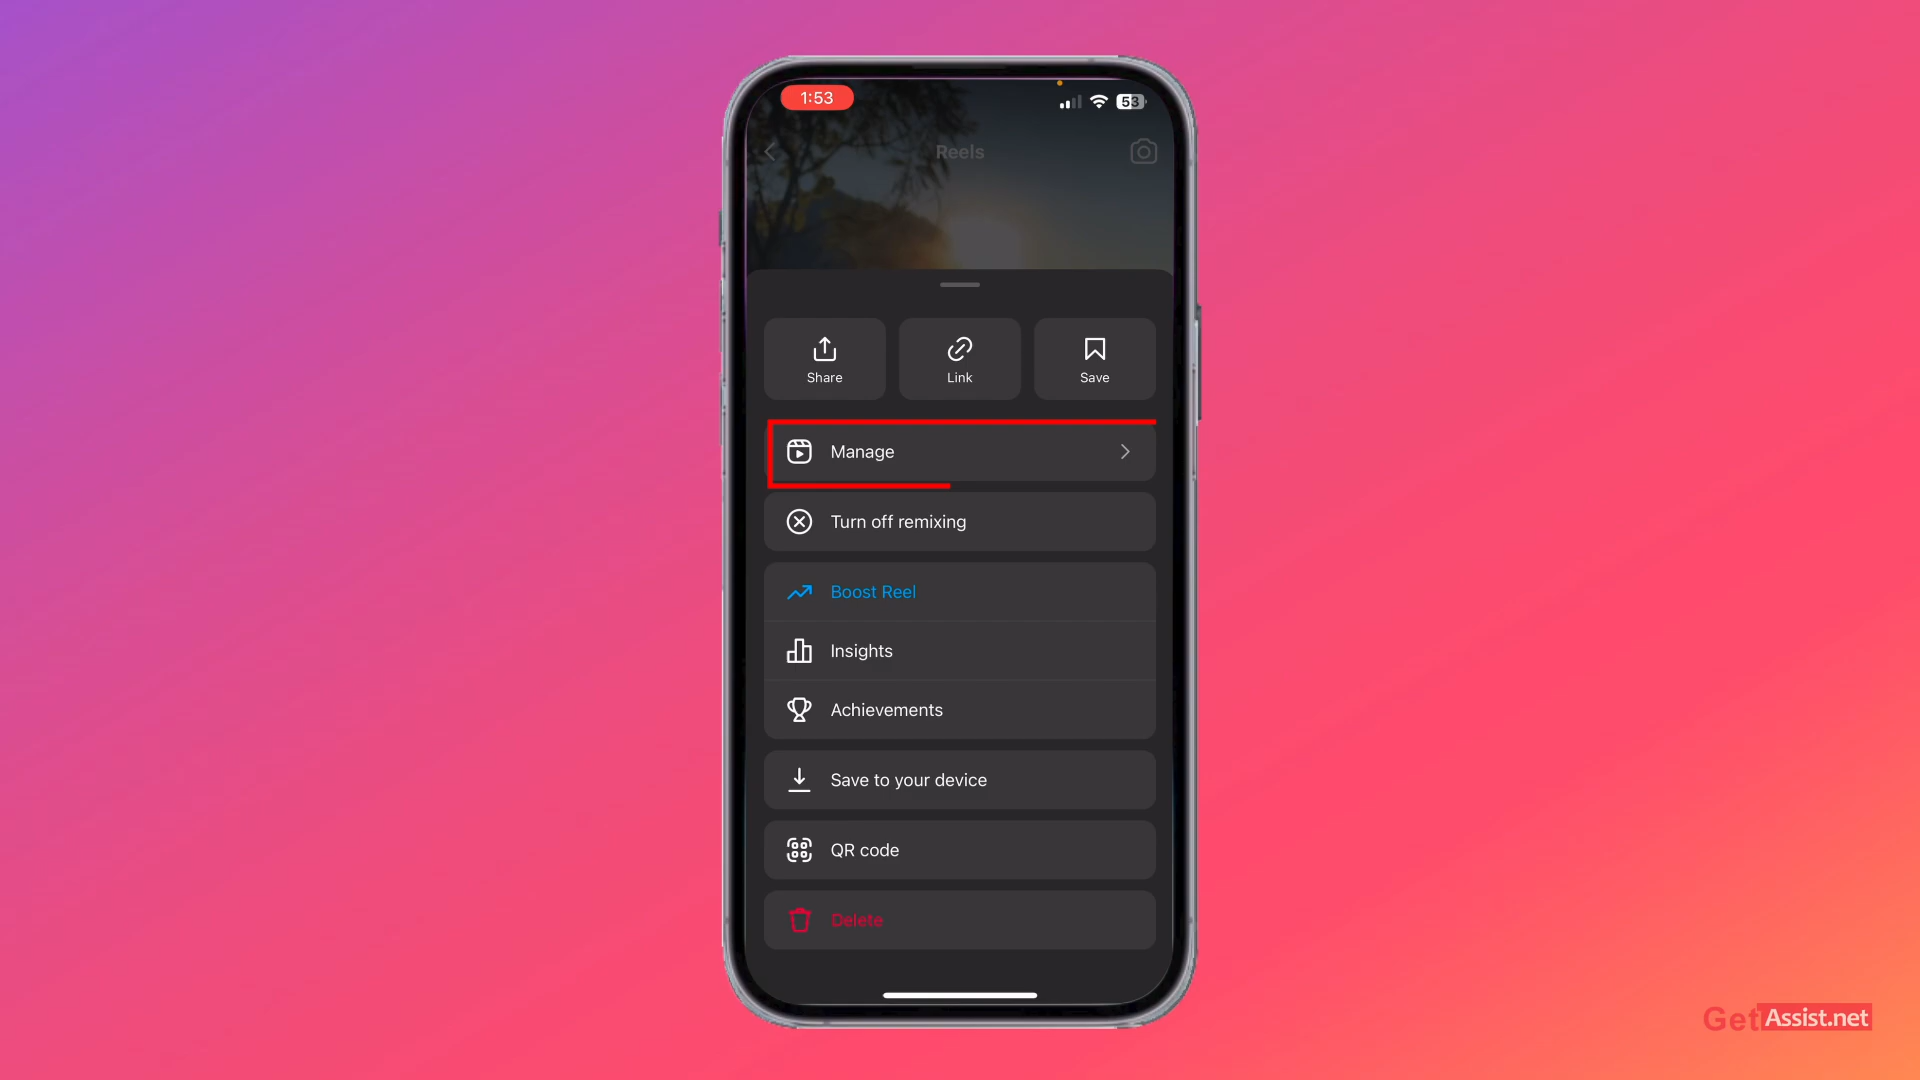 1:53
53
Reels
Share
Link
Save
Manage
Turn off remixing
Boost Reel
Insights
Achievements
Save to your device
QR code
Delete
GetAssist.net